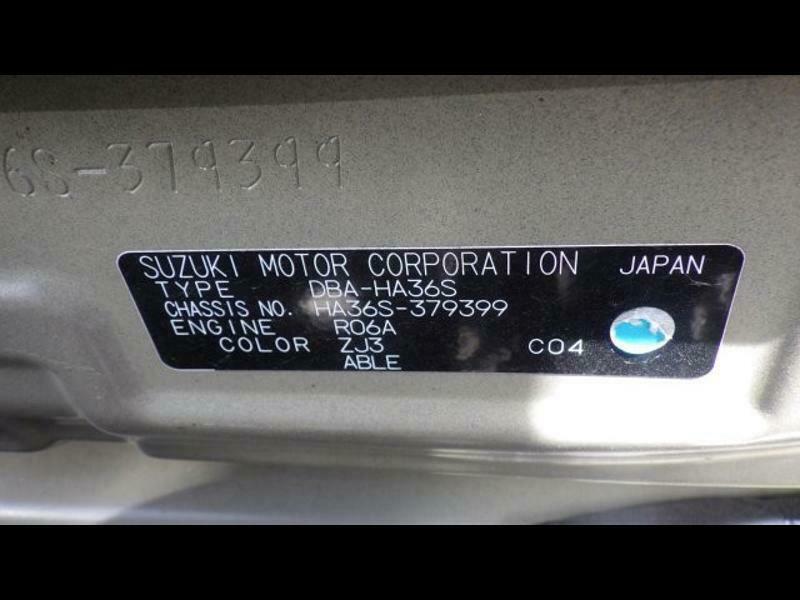 6S-379399
SUZUKI MOTOR CORPORATION JAPAN
TYPE DBA-HA36S
CHASSIS NO. HA36S-379399
ENGINE R06A
COLOR ZJ3 C04
ABLE